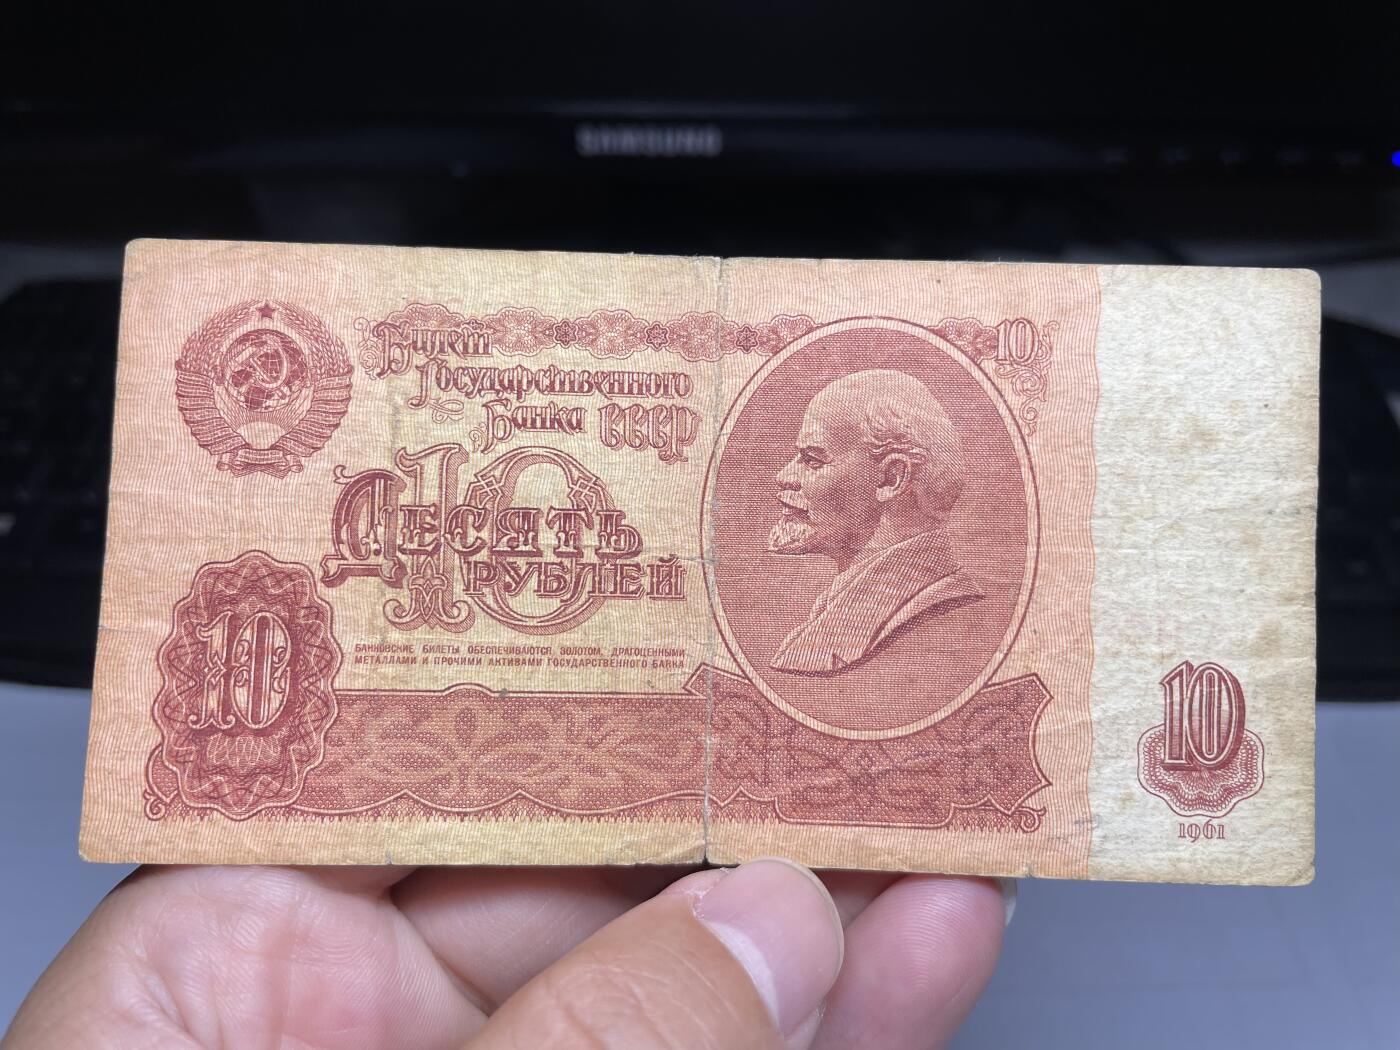 SAMSUNG
Билет
Государственного
Банка СССР
10
10
Десять
рублей
10
БАНКОВСКИЕ БИЛЕТЫ ОБЕСПЕЧИВАЮТСЯ ЗОЛОТОМ, ДРАГОЦЕННЫМИ
МЕТАЛЛАМИ И ПРОЧИМИ АКТИВАМИ ГОСУДАРСТВЕННОГО БАНКА
10
1961